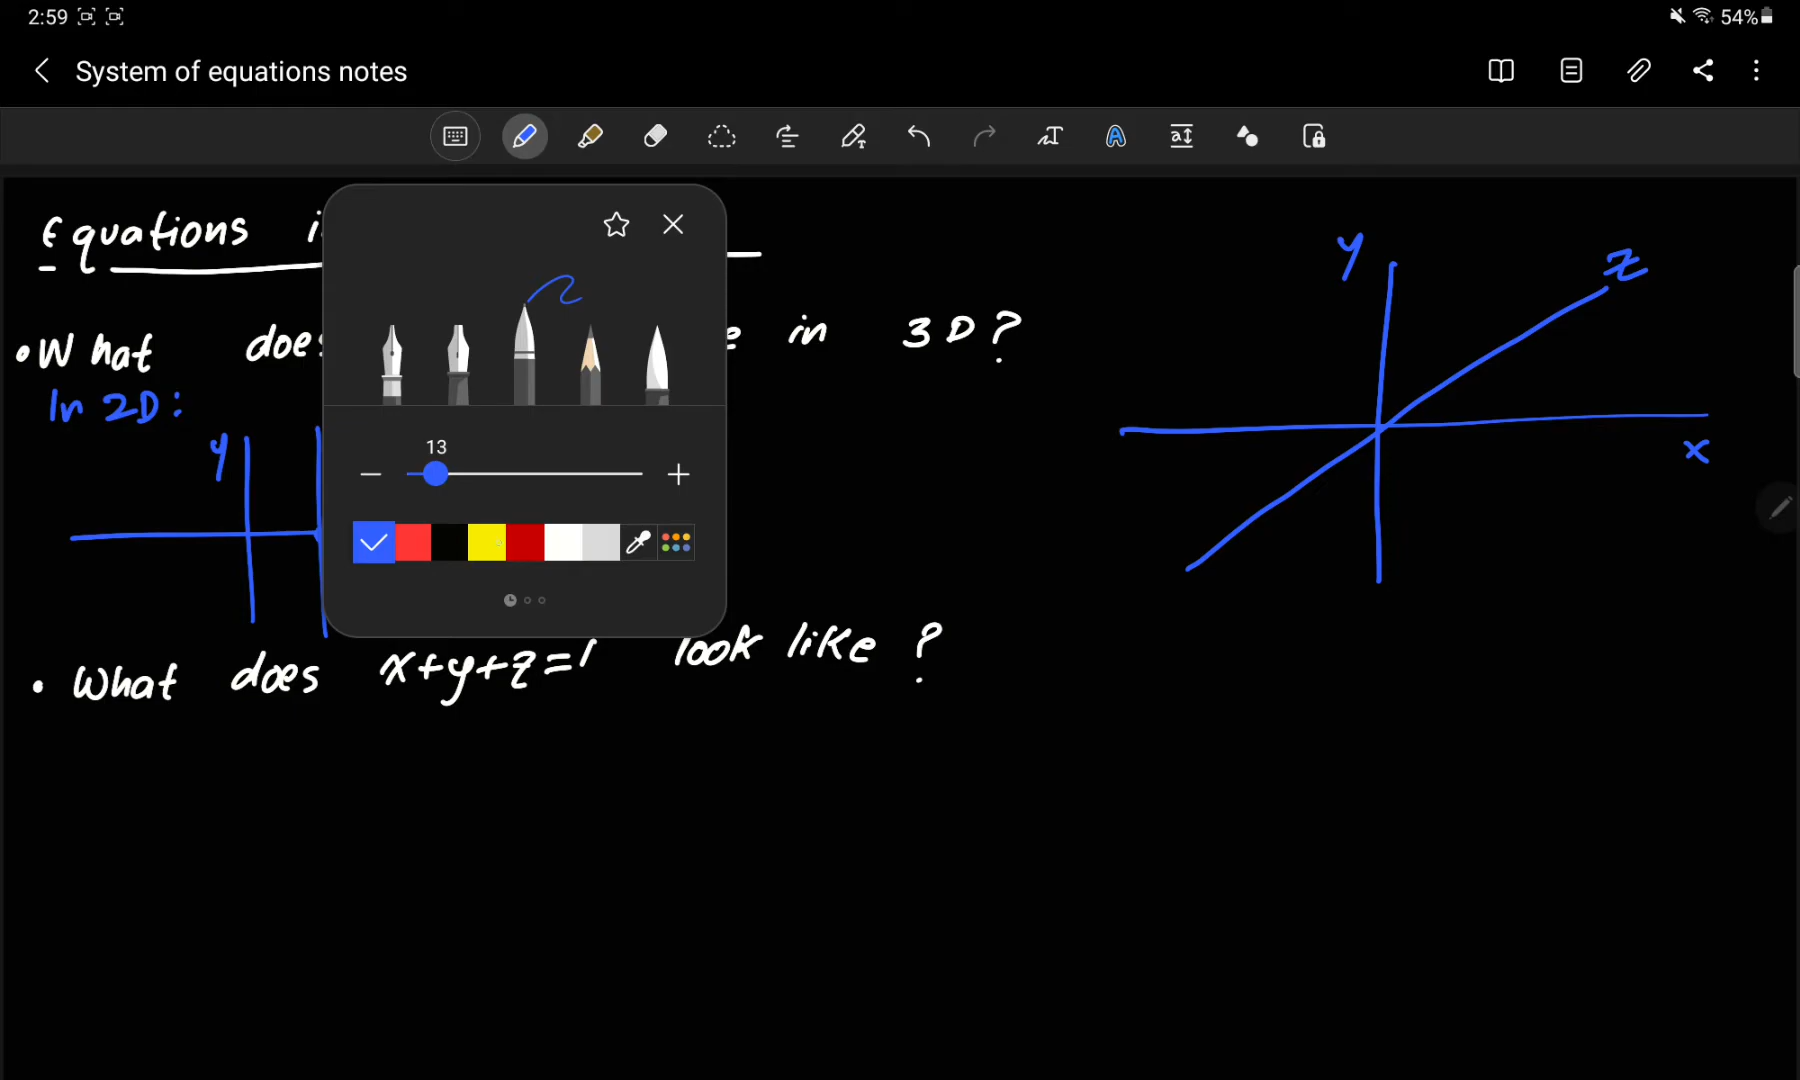 2:59 54%
System of equations notes
Equations
• What does in 3D?
In 2D:
y
13
• What does x+y+z=1 look like?
y
z
x